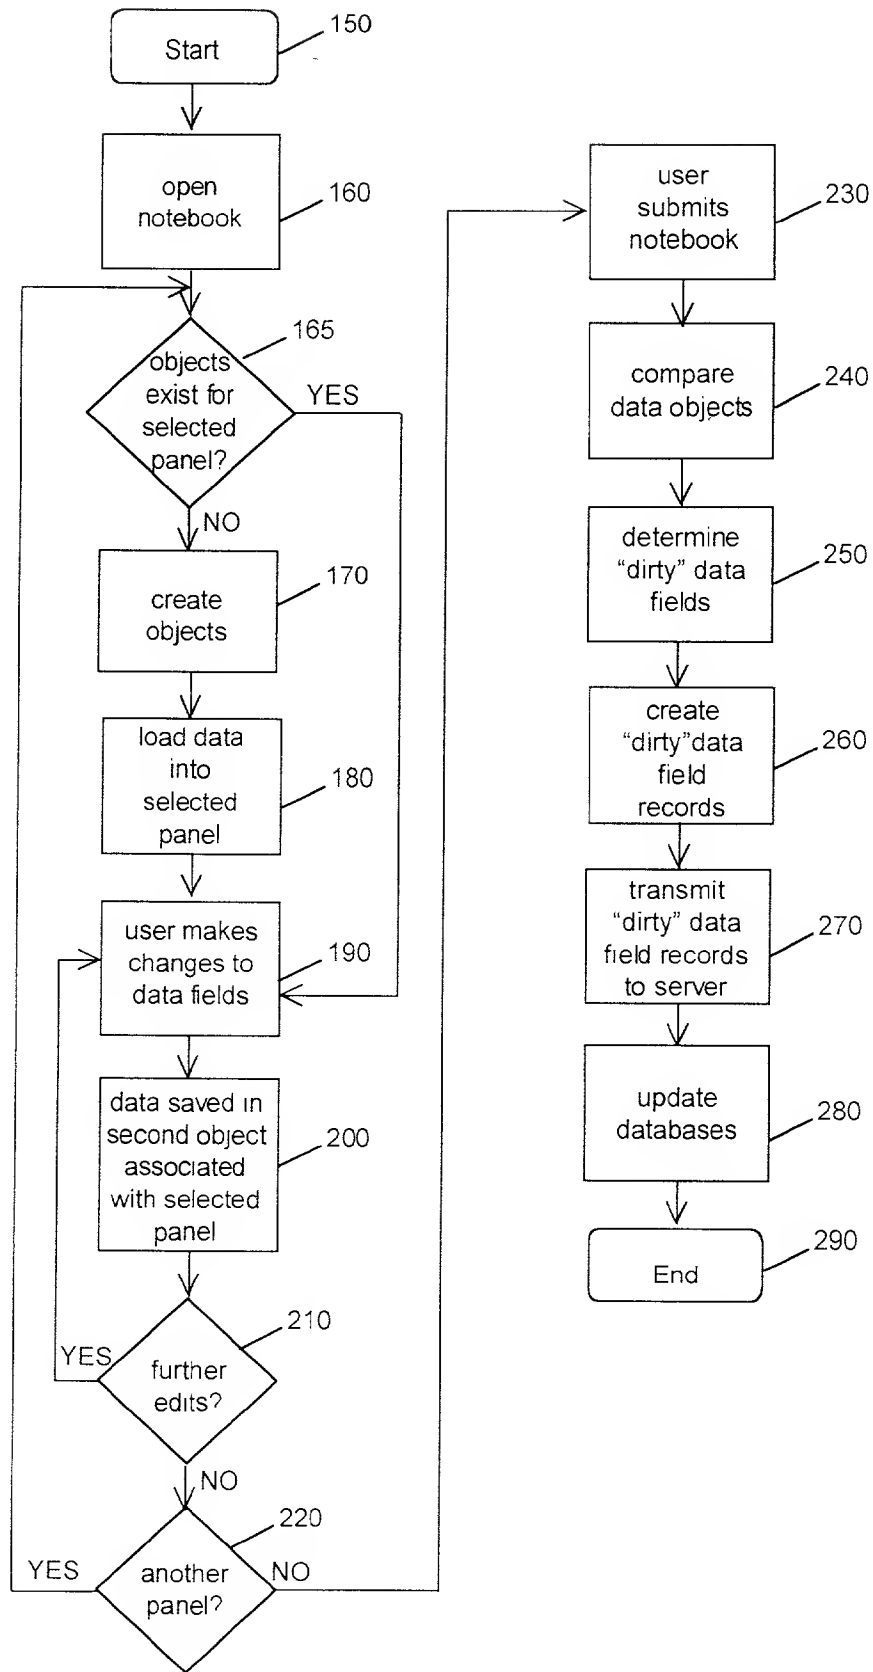 Start
150
open
notebook
160
objects
exist for
selected
panel?
165
YES
NO
create
objects
170
load data
into
selected
panel
180
user makes
changes to
data fields
190
data saved in
second object
associated
with selected
panel
200
further
edits?
210
YES
NO
another
panel?
220
YES
NO
user
submits
notebook
230
compare
data objects
240
determine
“dirty” data
fields
250
create
“dirty”data
field
records
260
transmit
“dirty” data
field records
to server
270
update
databases
280
End
290